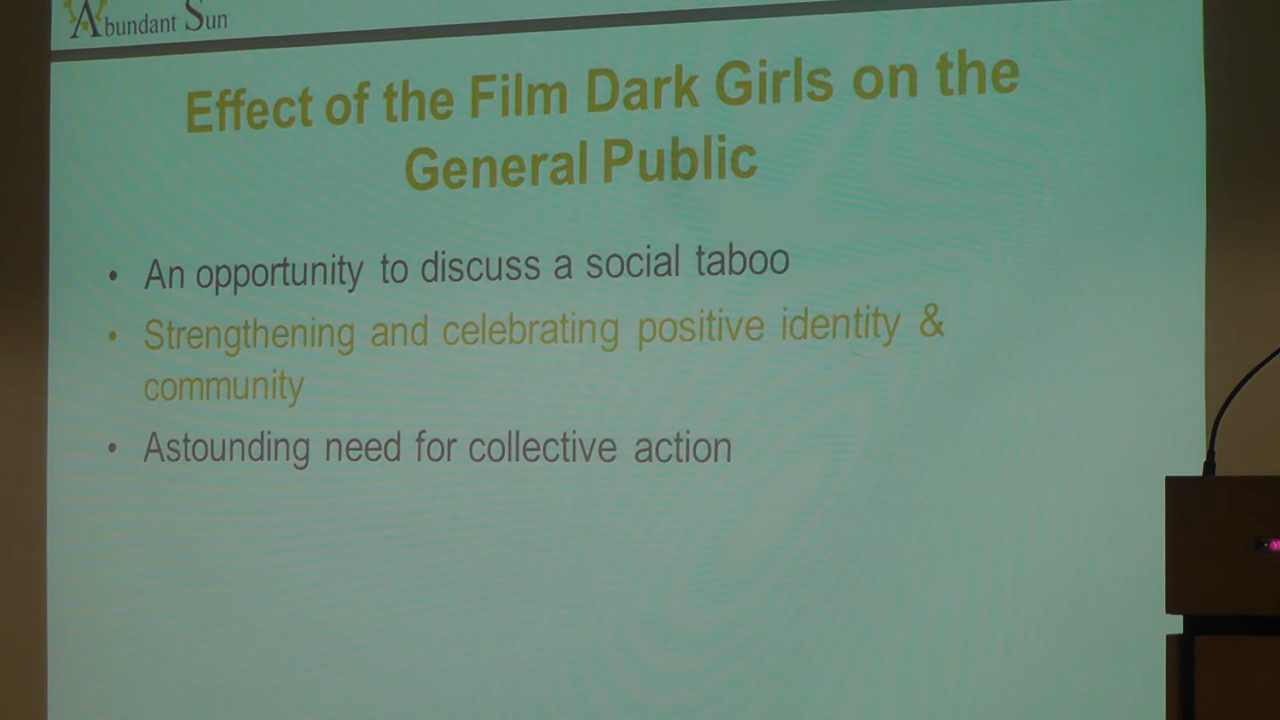 Abundant Sun
Effect of the Film Dark Girls on the
General Public
• An opportunity to discuss a social taboo
• Strengthening and celebrating positive identity &
community
• Astounding need for collective action